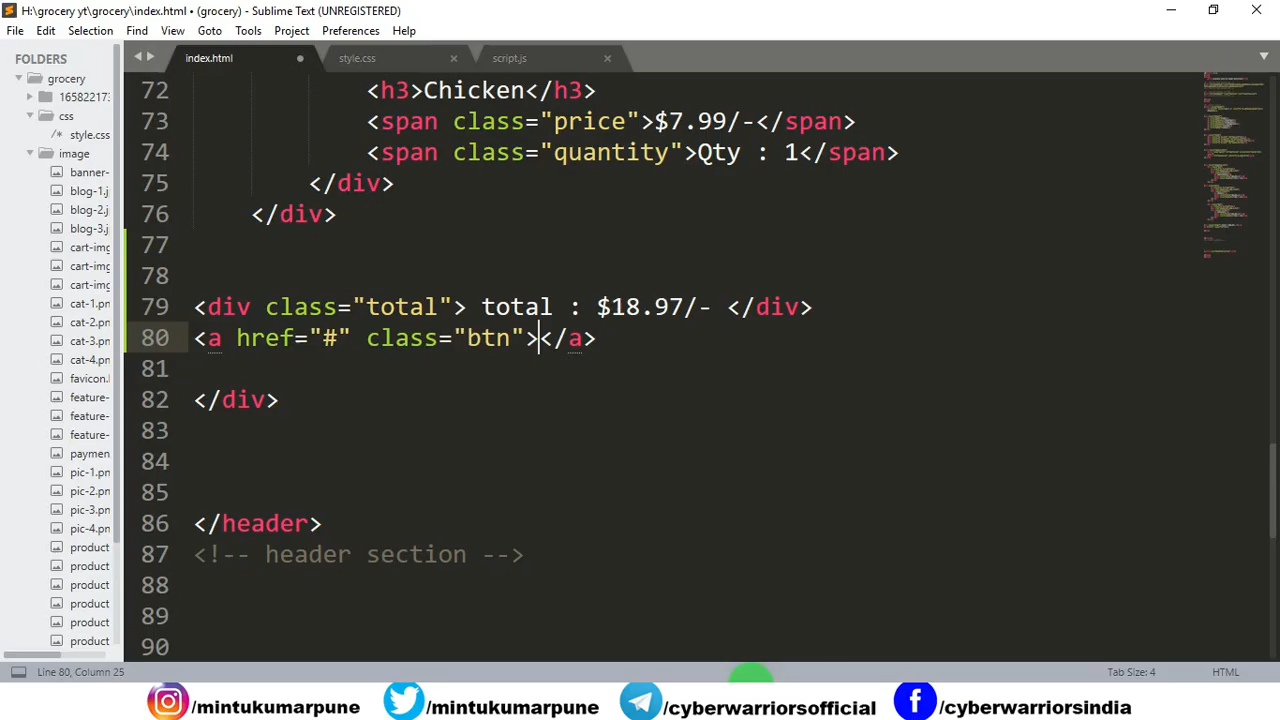 H:\grocery yt\grocery\index.html • (grocery) - Sublime Text (UNREGISTERED)
File Edit Selection Find View Goto Tools Project Preferences Help
FOLDERS
grocery
165822173
css
/* style.css
image
banner-
blog-1.j
blog-2.j
blog-3.j
cart-img
cart-img
cart-img
cat-1.pn
cat-2.pn
cat-3.pn
cat-4.pn
favicon.i
feature-
feature-
feature-
paymen
pic-1.pn
pic-2.pn
pic-3.pn
pic-4.pn
product
product
product
product
product
product
index.html style.css script.js
72 <h3>Chicken</h3>
73 <span class="price">$7.99/-</span>
74 <span class="quantity">Qty : 1</span>
75 </div>
76 </div>
77
78
79 <div class="total"> total : $18.97/- </div>
80 <a href="#" class="btn"></a>
81
82 </div>
83
84
85
86 </header>
87 <!-- header section -->
88
89
90
Line 80, Column 25 Tab Size: 4 HTML
/mintukumarpune /mintukumarpune /cyberwarriorsofficial /cyberwarriorsindia